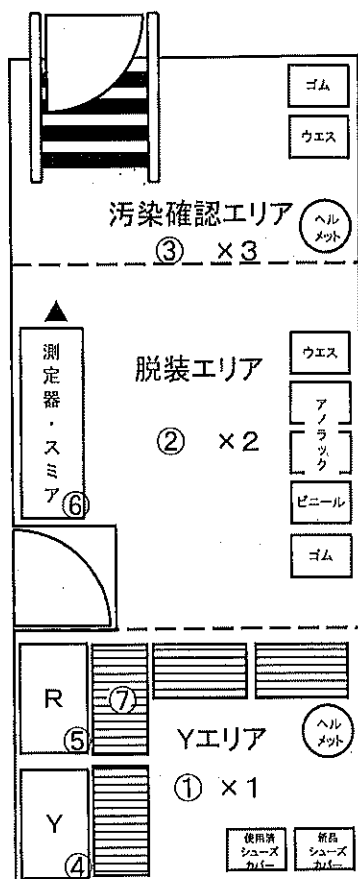 ゴム
ウエス
汚染確認エリア
ヘル
メット
③ ×3
測定器・スミア
⑥
脱装エリア
② ×2
ウエス
アノラック
ビニール
ゴム
R
⑤
⑦
Yエリア
ヘル
メット
① ×1
Y
④
使用済
シューズ
カバー
新品
シューズ
カバー